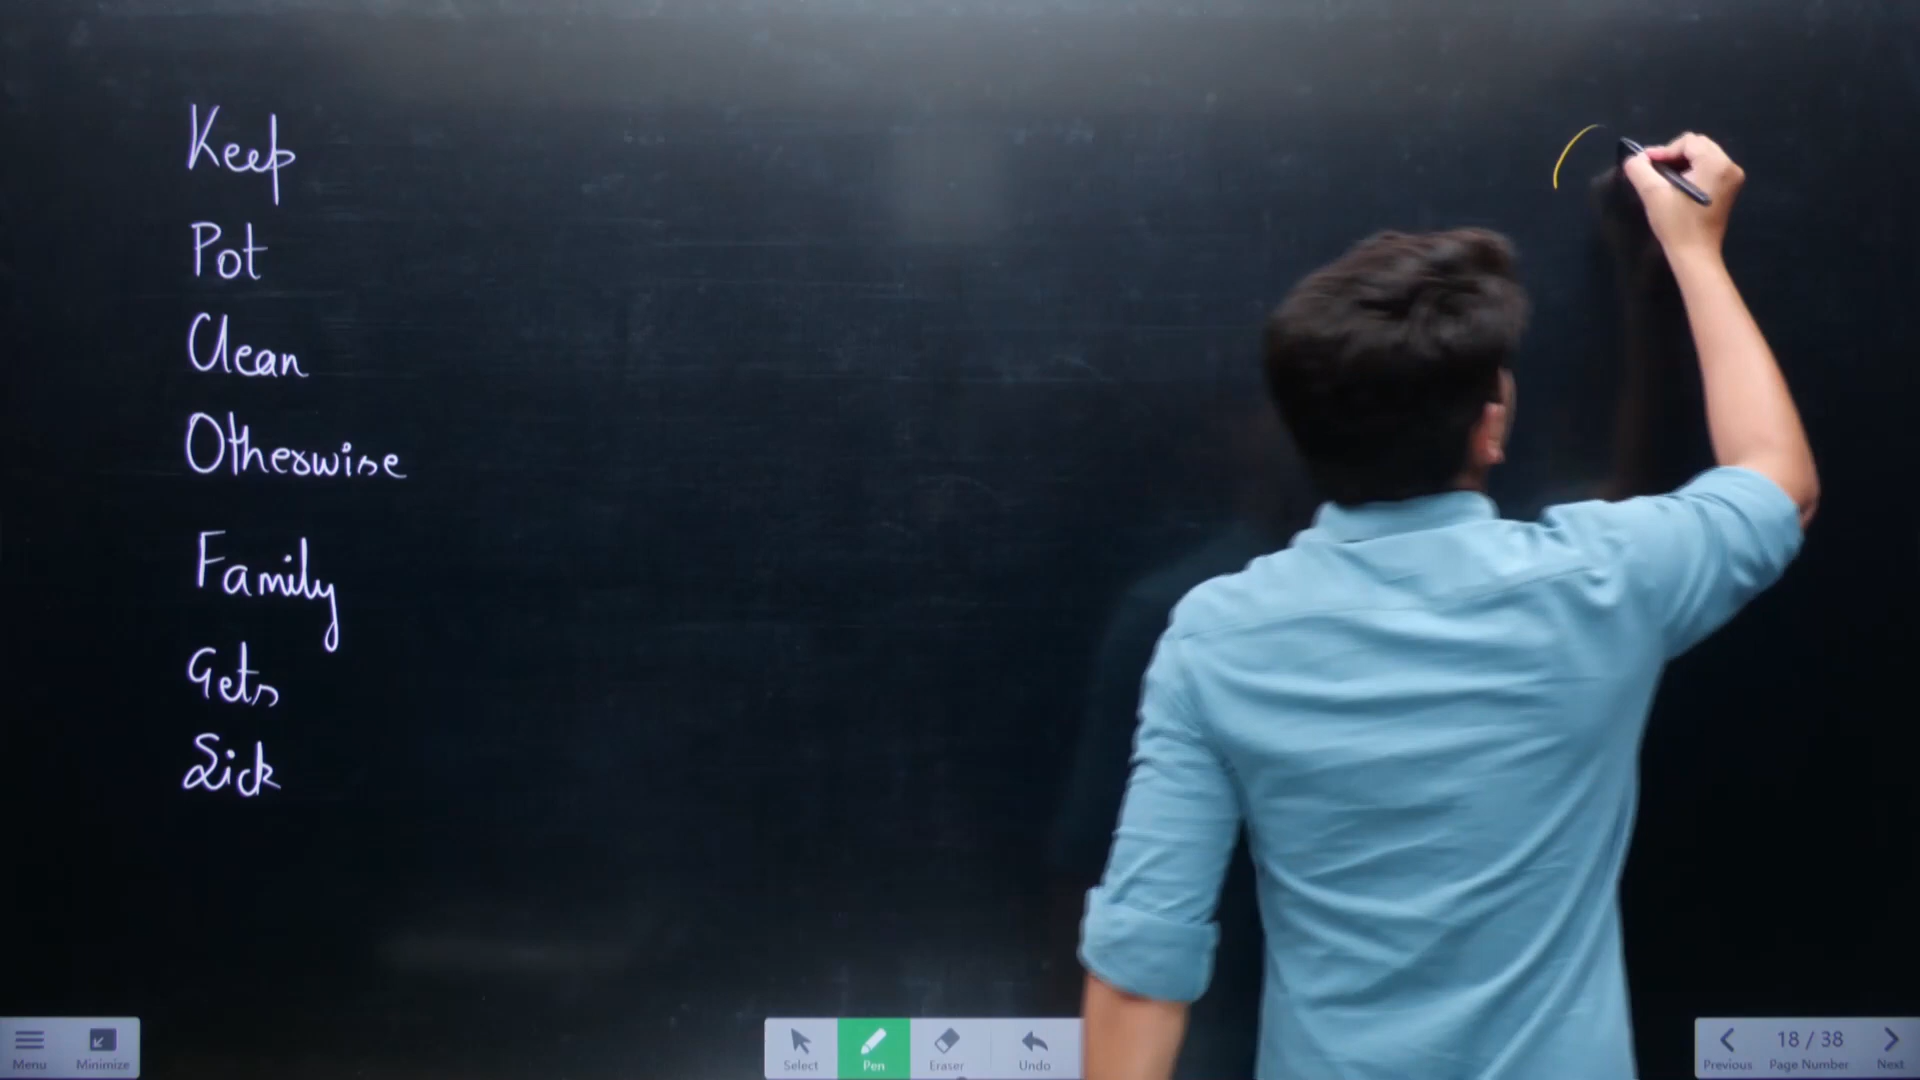 Keep
Pot
Clean
Otherwise
Family
Gets
Sick
Menu Minimize Select Pen Eraser Undo Previous 18 / 38 Page Number Next